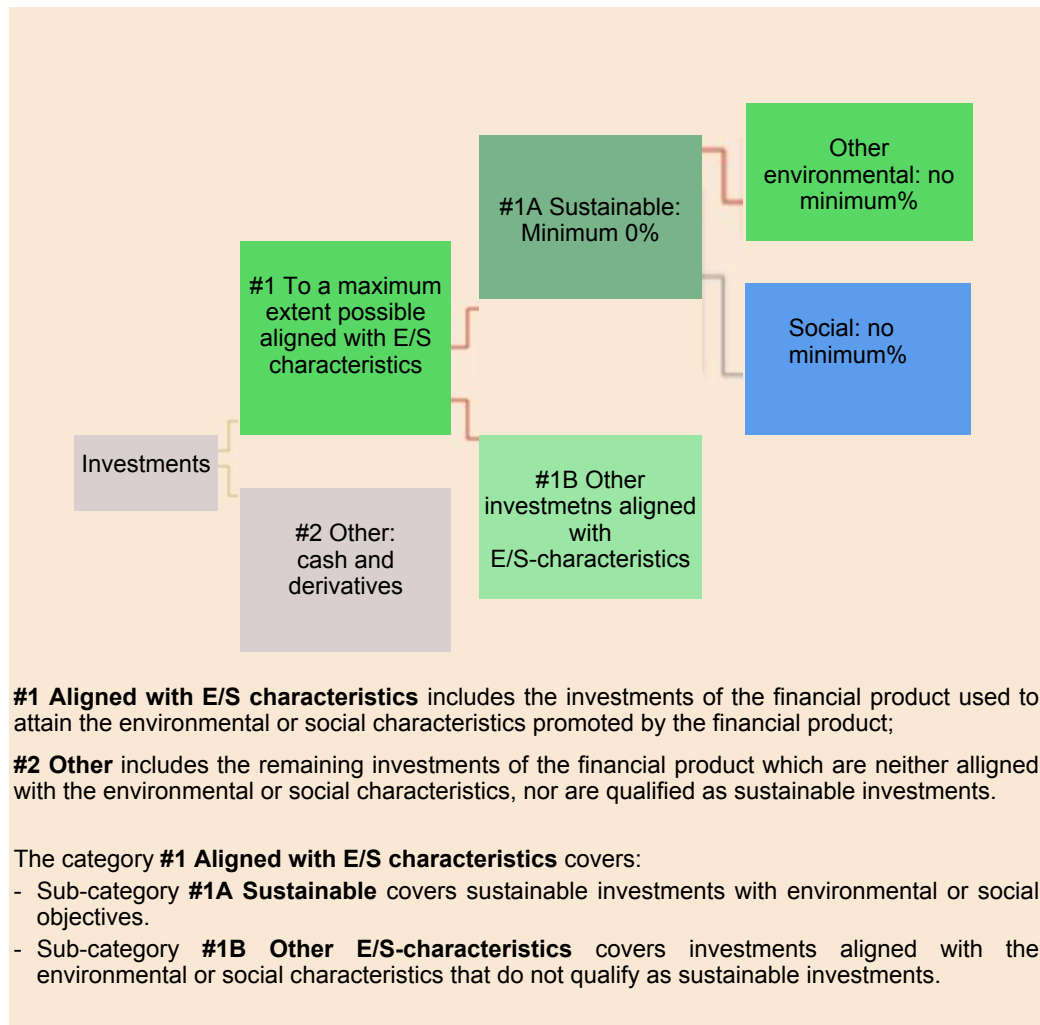 Other
environmental: no
minimum%
#1A Sustainable:
Minimum 0%
#1 To a maximum
extent possible
aligned with E/S
characteristics
Social: no
minimum%
Investments
#1B Other
investmetns aligned
with
E/S-characteristics
#2 Other:
cash and
derivatives
#1 Aligned with E/S characteristics includes the investments of the financial product used to
attain the environmental or social characteristics promoted by the financial product;
#2 Other includes the remaining investments of the financial product which are neither alligned
with the environmental or social characteristics, nor are qualified as sustainable investments.
The category #1 Aligned with E/S characteristics covers:
- Sub-category #1A Sustainable covers sustainable investments with environmental or social
objectives.
- Sub-category #1B Other E/S-characteristics covers investments aligned with the
environmental or social characteristics that do not qualify as sustainable investments.